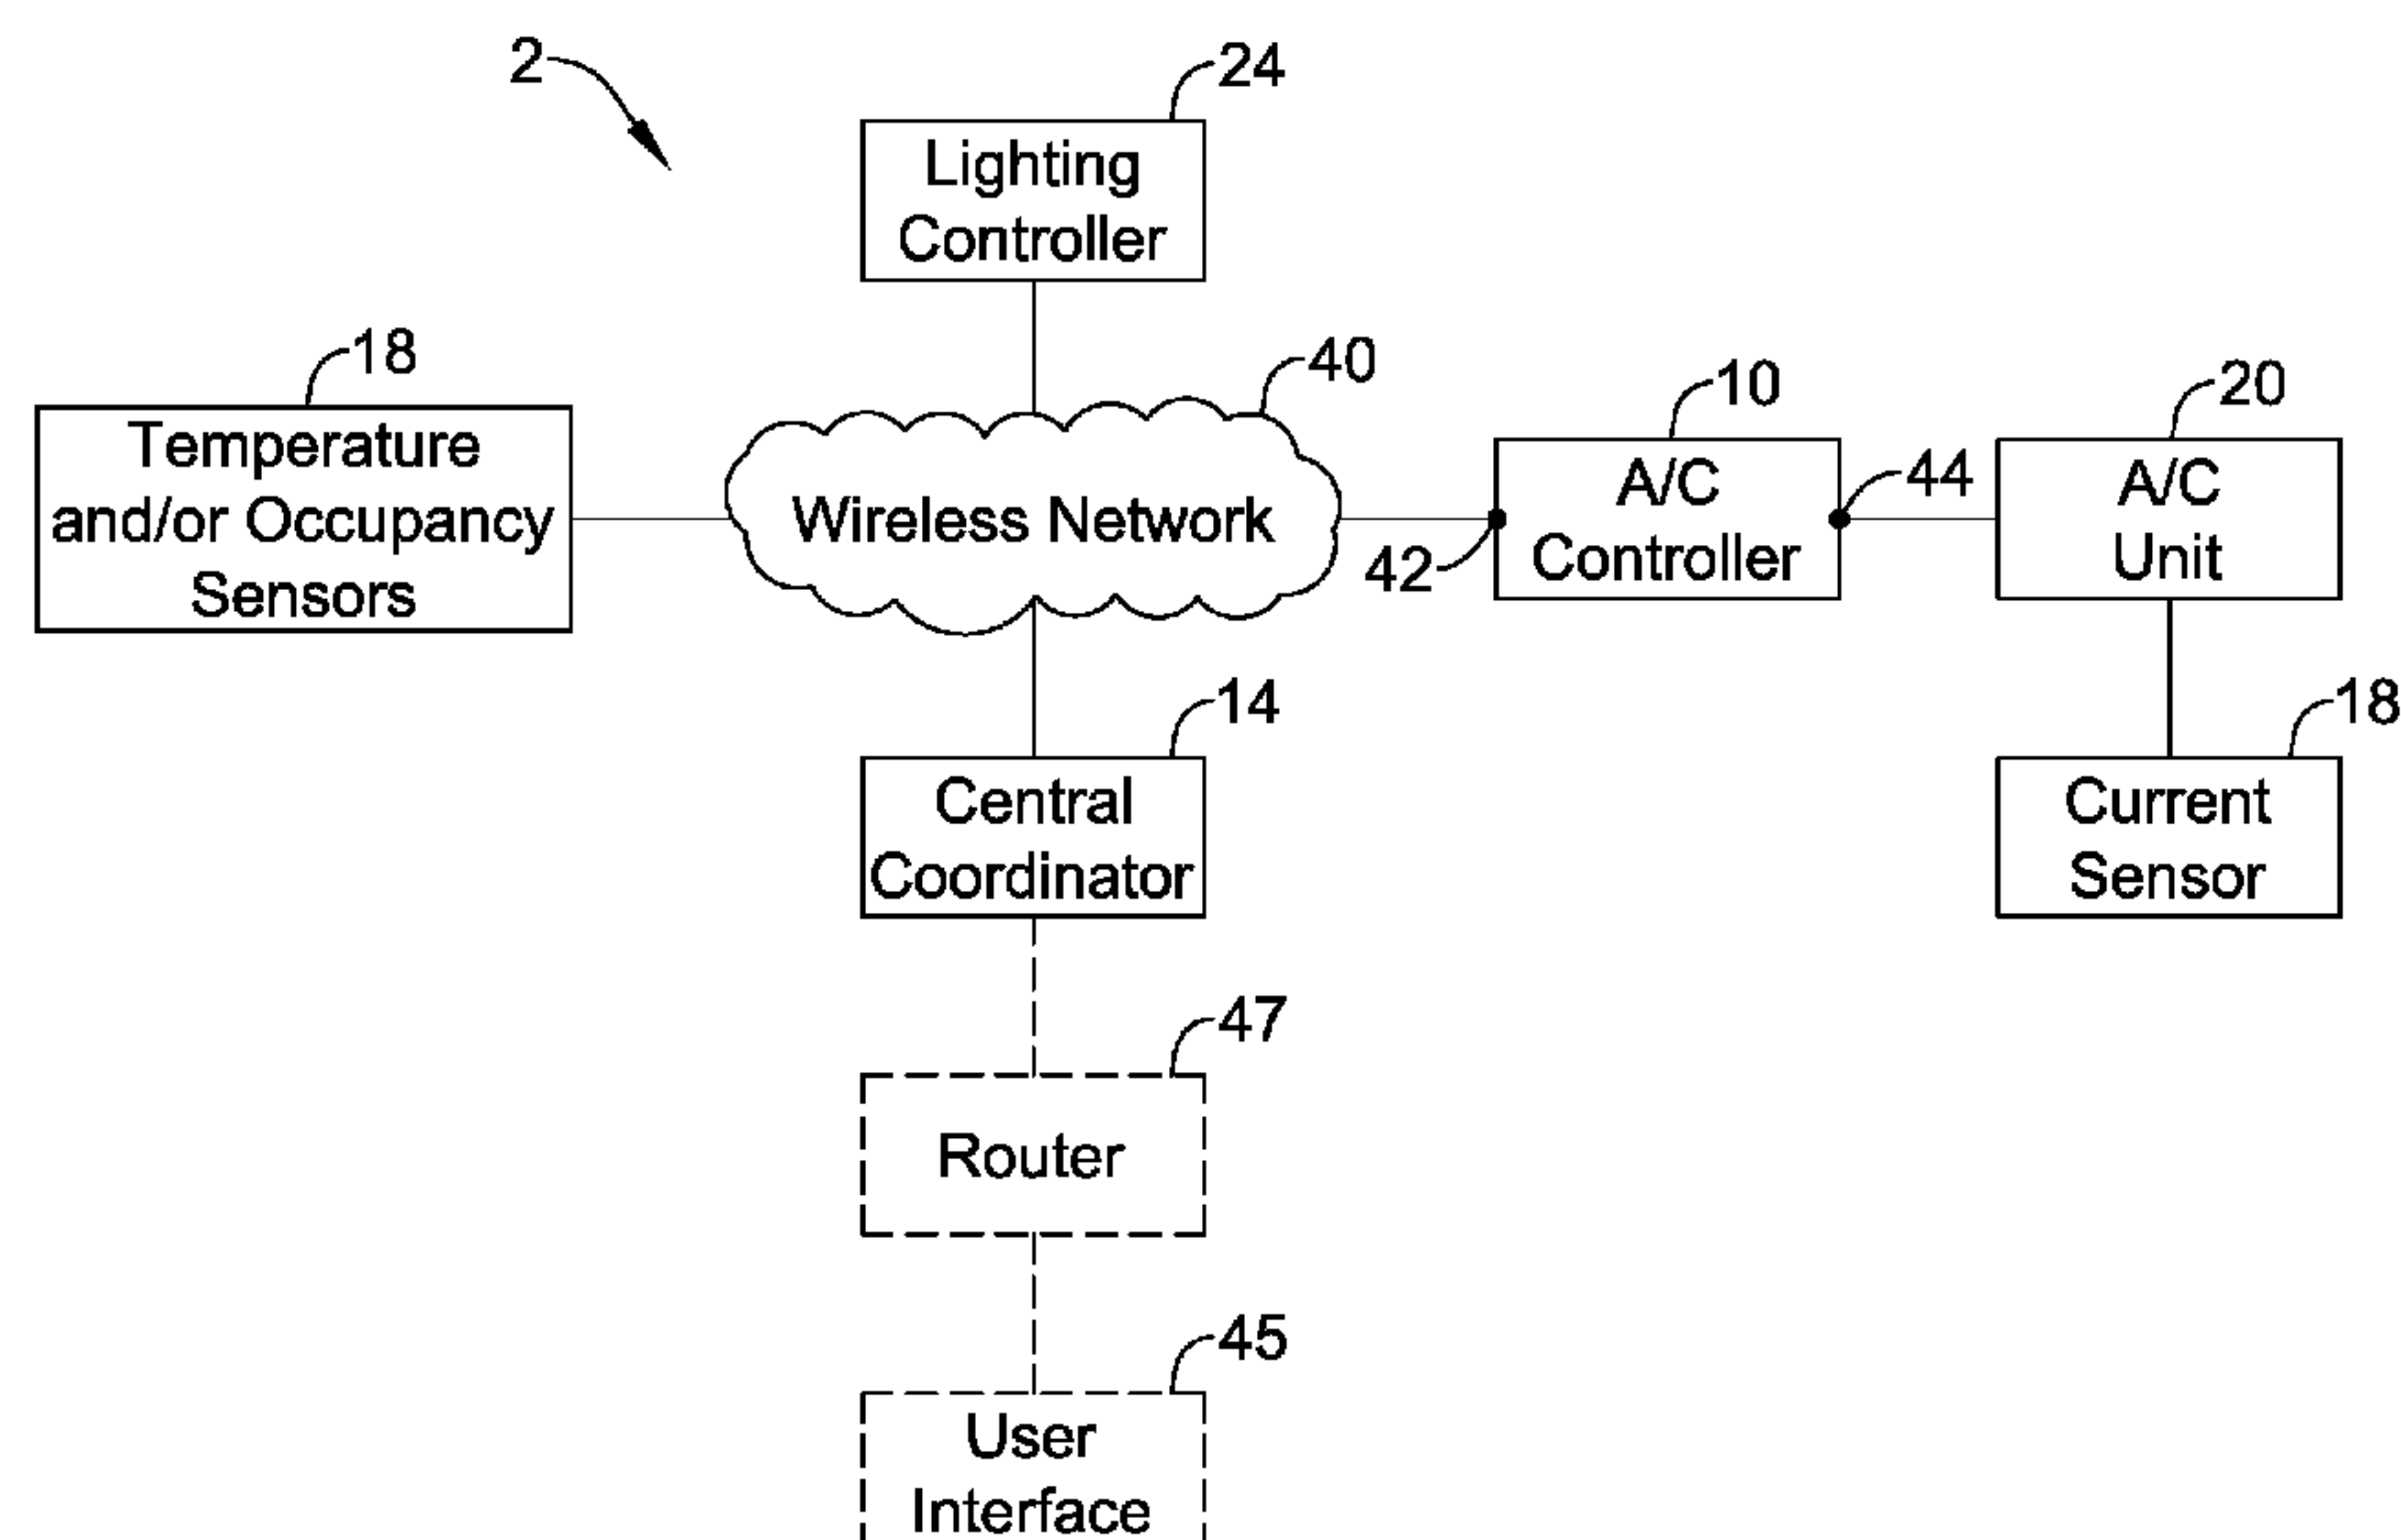 2
24
Lighting
Controller
18
40
10
20
Temperature
and/or Occupancy
Sensors
Wireless Network
42
A/C
Controller
44
A/C
Unit
14
18
Central
Coordinator
Current
Sensor
47
Router
45
User
Interface